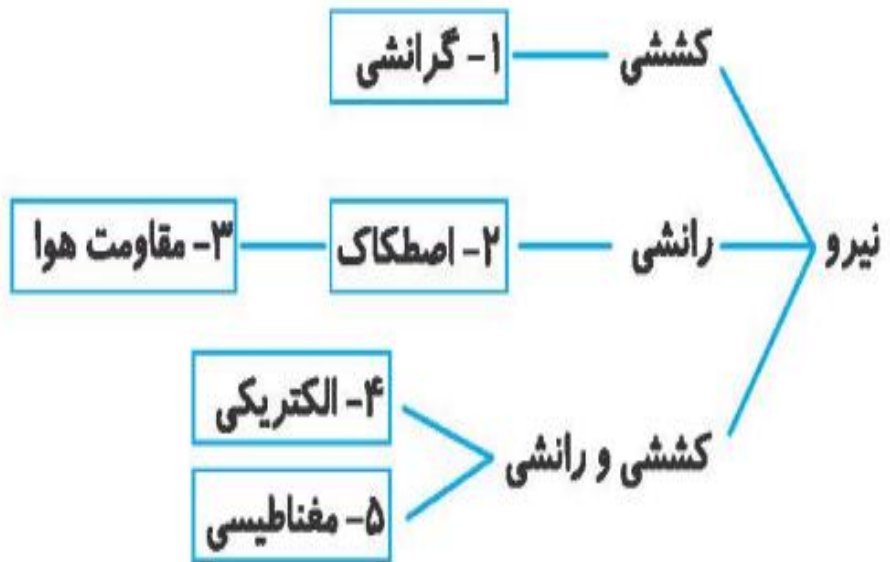 نیرو
کششی
۱- گرانشی
رانشی
۲- اصطکاک
۳- مقاومت هوا
کششی و رانشی
۴- الکتریکی
۵- مغناطیسی